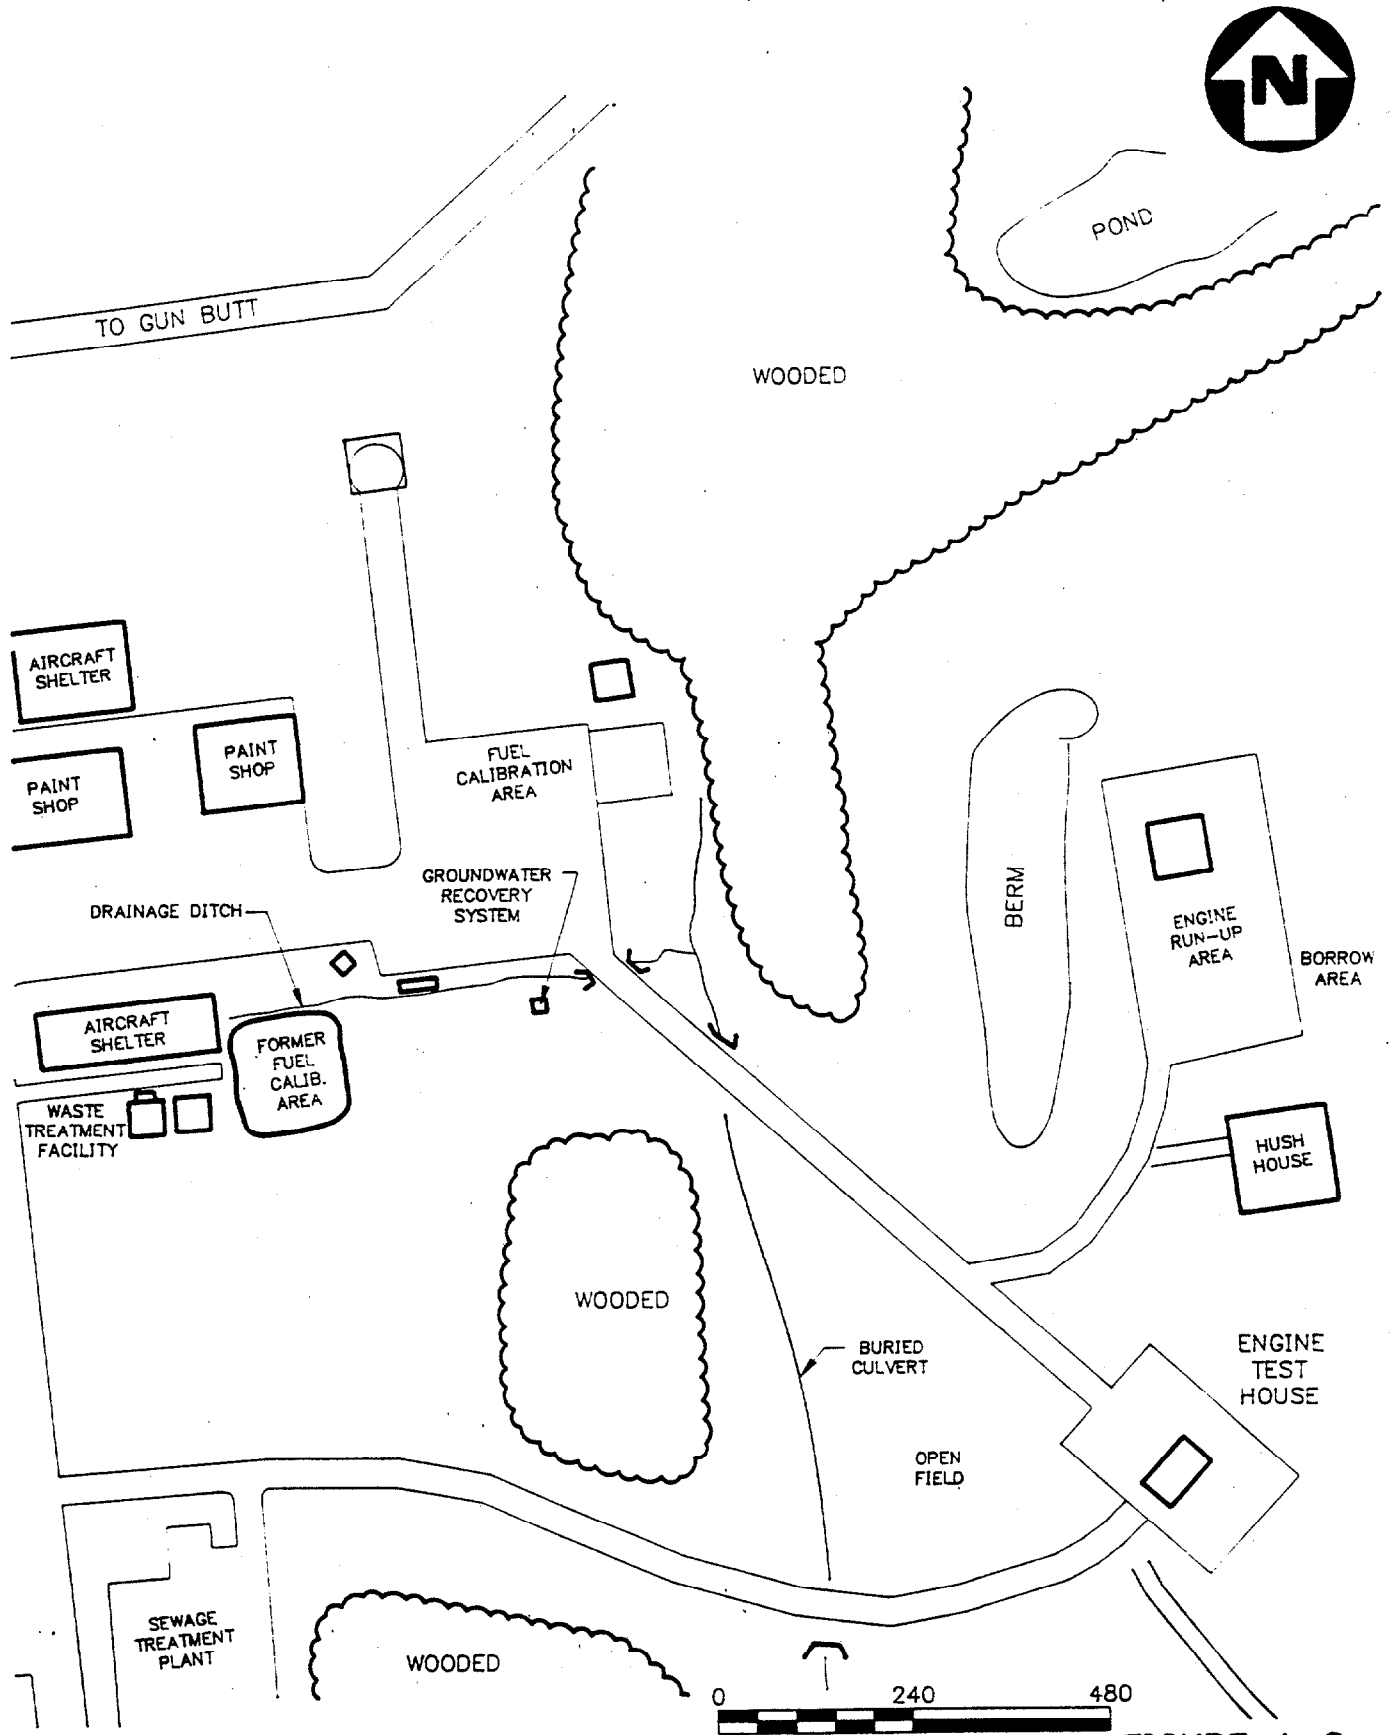 N
POND
TO GUN BUTT
WOODED
AIRCRAFT
SHELTER
PAINT
SHOP
PAINT
SHOP
FUEL
CALIBRATION
AREA
GROUNDWATER
RECOVERY
SYSTEM
DRAINAGE DITCH
BERM
ENGINE
RUN-UP
AREA
BORROW
AREA
AIRCRAFT
SHELTER
FORMER
FUEL
CALIB.
AREA
WASTE
TREATMENT
FACILITY
HUSH
HOUSE
WOODED
BURIED
CULVERT
ENGINE
TEST
HOUSE
OPEN
FIELD
SEWAGE
TREATMENT
PLANT
WOODED
0 240 480